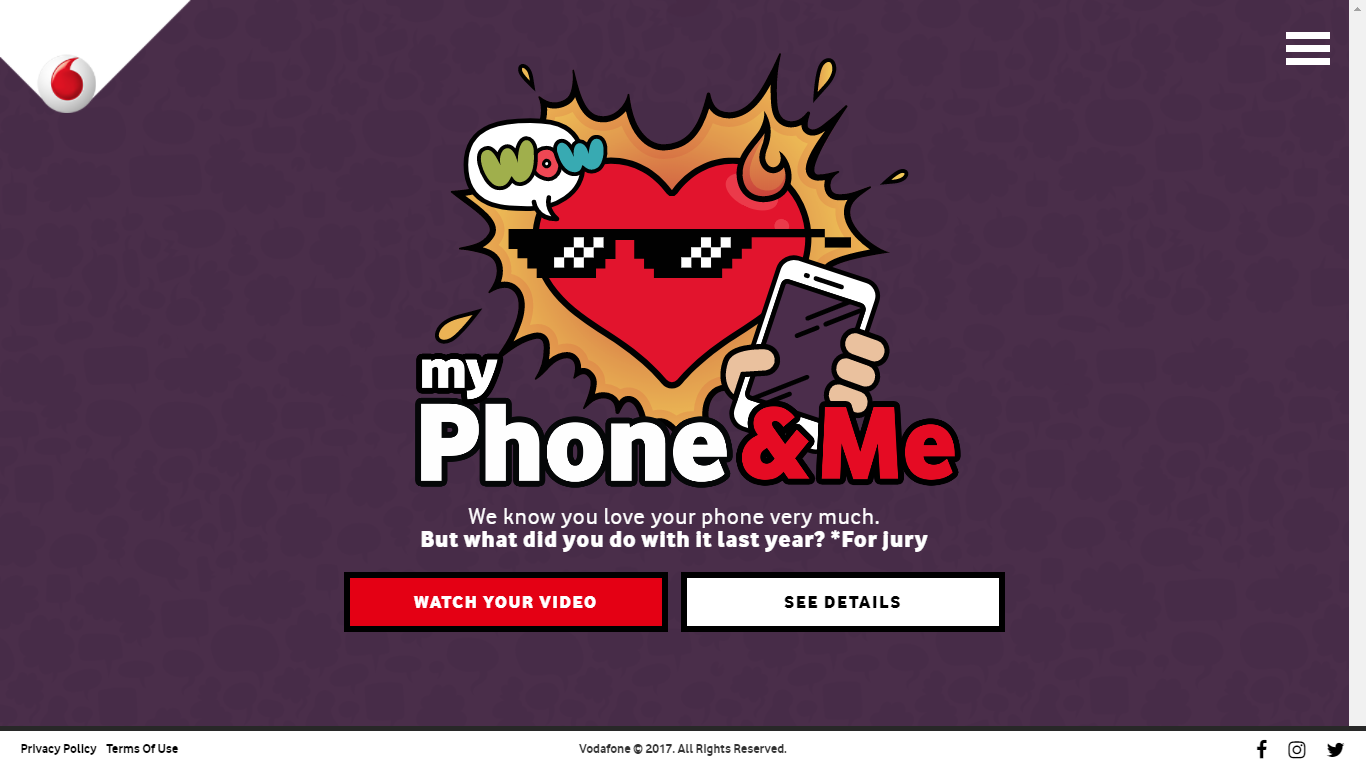 WoW
my
Phone &Me
We know you love your phone very much.
But what did you do with it last year? *For jury
WATCH YOUR VIDEO
SEE DETAILS
Privacy Policy Terms Of Use
Vodafone © 2017. All Rights Reserved.